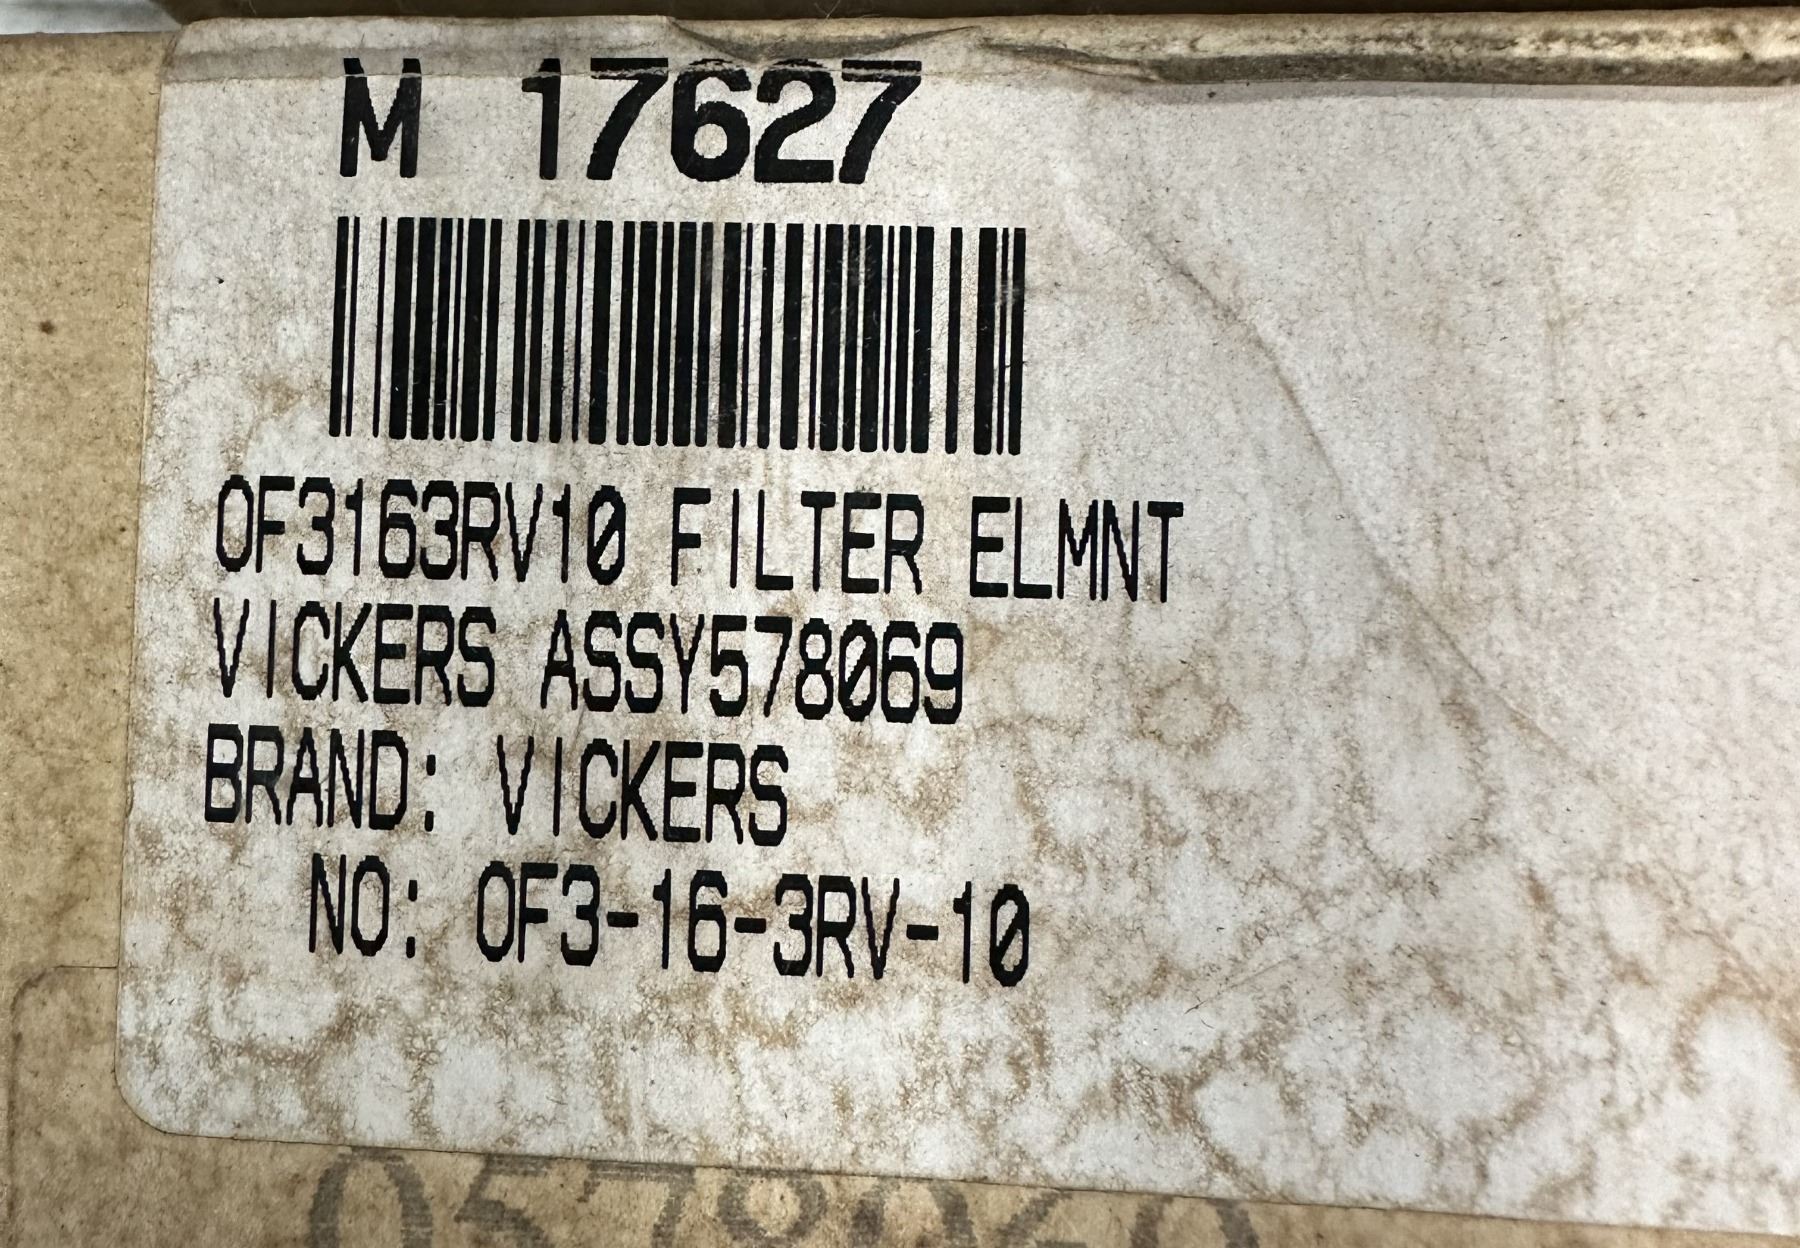 M 17627
OF3163RV10 FILTER ELMNT
VICKERS ASSY578069
BRAND: VICKERS
NO: OF3-16-3RV-10